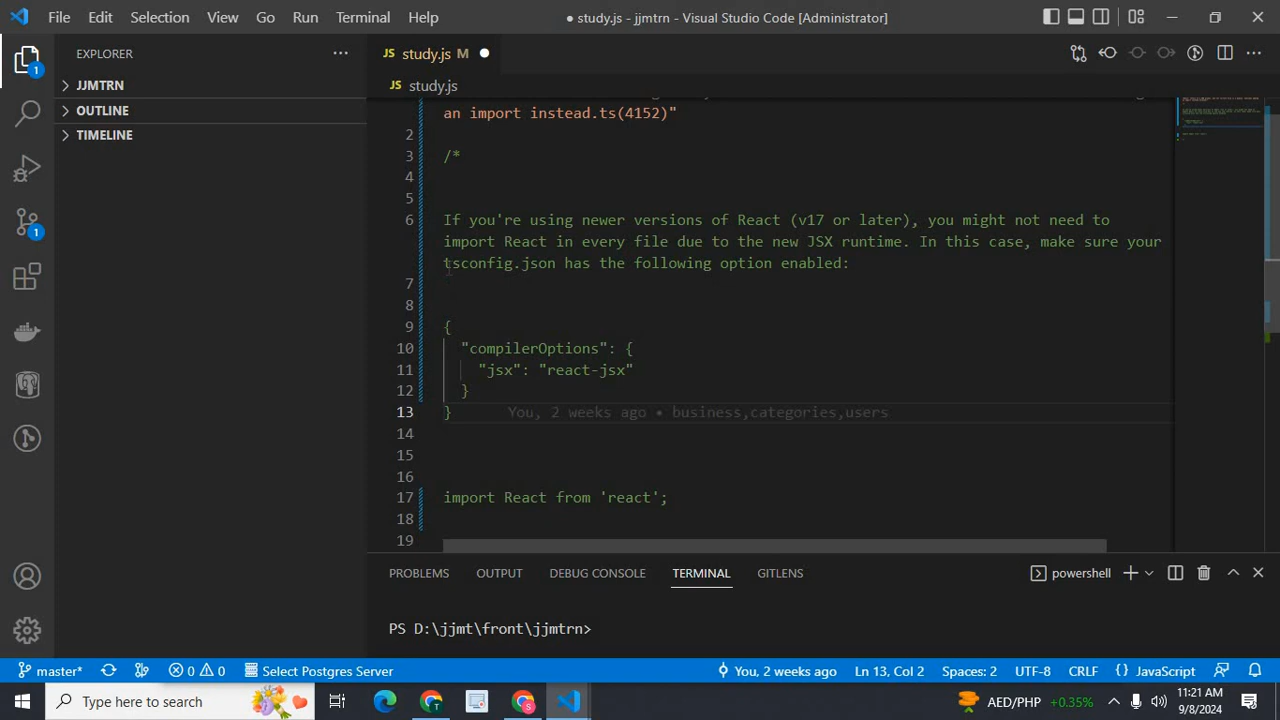 File Edit Selection View Go Run Terminal Help
● study.js - jjmtrn - Visual Studio Code [Administrator]
EXPLORER
JJMTRN
OUTLINE
TIMELINE
1
1
JS study.js M ●
JS study.js
an import instead.ts(4152)"
2
3 /*
4
5
6 If you're using newer versions of React (v17 or later), you might not need to
import React in every file due to the new JSX runtime. In this case, make sure your
tsconfig.json has the following option enabled:
7
8
9 {
10 "compilerOptions": {
11 "jsx": "react-jsx"
12 }
13 } You, 2 weeks ago • business,categories,users
14
15
16
17 import React from 'react';
18
19
PROBLEMS OUTPUT DEBUG CONSOLE TERMINAL GITLENS
powershell
PS D:\jjmt\front\jjmtrn>
master* 0 0 Select Postgres Server You, 2 weeks ago Ln 13, Col 2 Spaces: 2 UTF-8 CRLF {} JavaScript
Type here to search
AED/PHP +0.35%
11:21 AM
9/8/2024